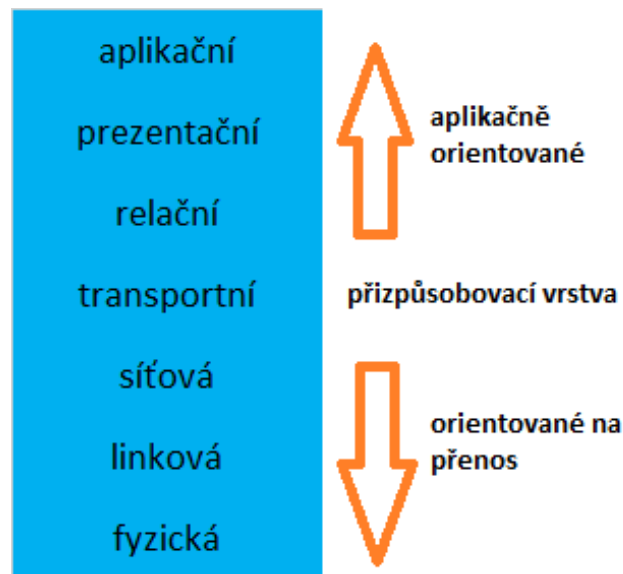 aplikační
prezentační
relační
transportní
síťová
linková
fyzická
aplikačně
orientované
přizpůsobovací vrstva
orientované na
přenos